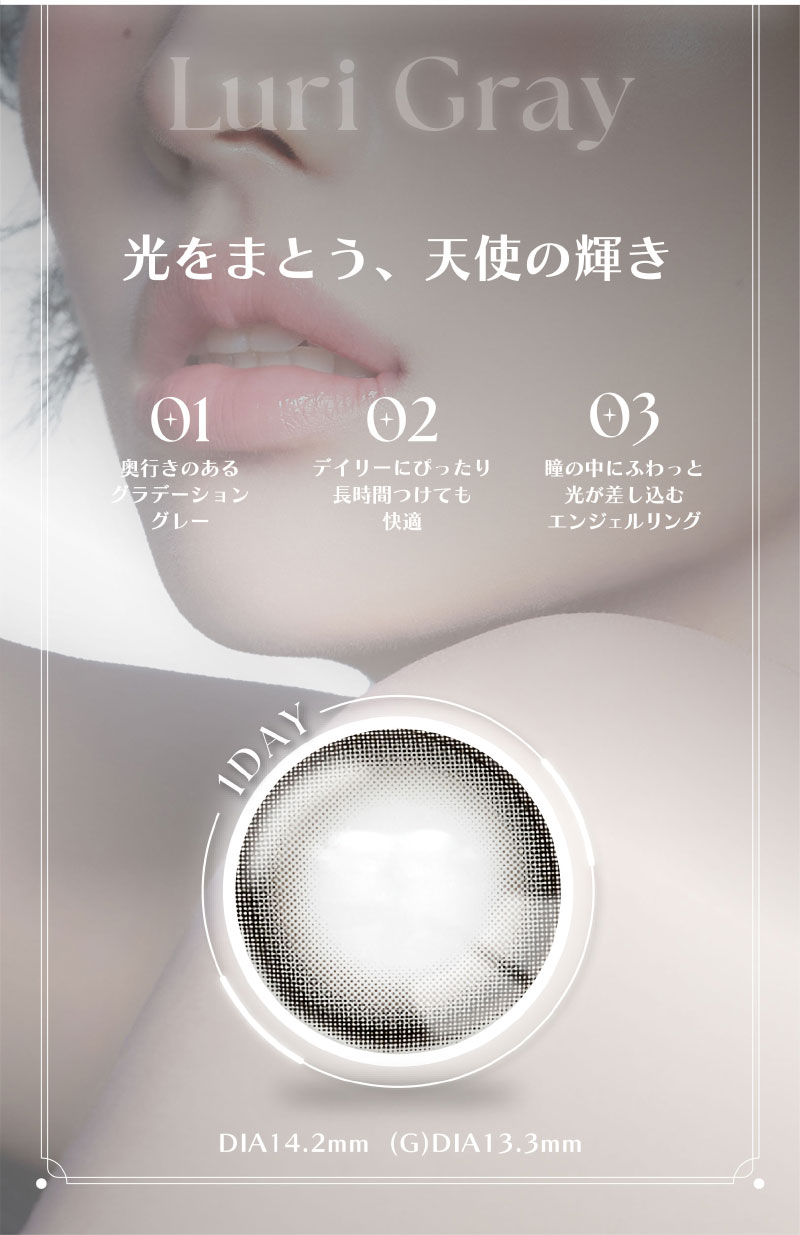 Luri Gray
光をまとう、天使の輝き
01
奥行きのある
グラデーション
グレー
02
デイリーにぴったり
長時間つけても
快適
03
瞳の中にふわっと
光が差し込む
エンジェルリング
1DAY
DIA14.2mm (G)DIA13.3mm